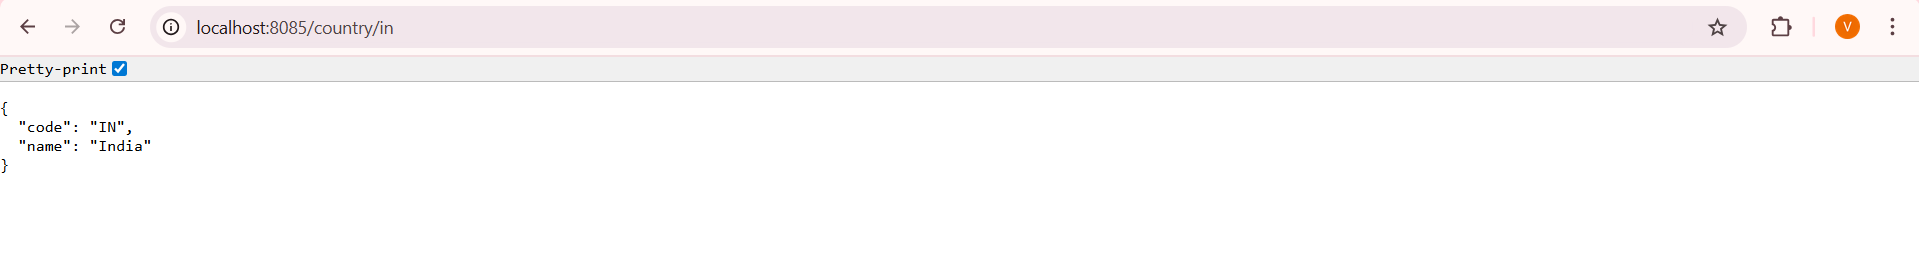 localhost:8085/country/in
V
Pretty-print
{
  "code": "IN",
  "name": "India"
}